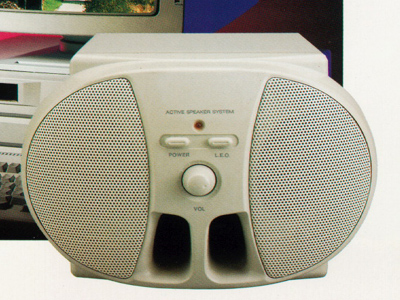 ACTIVE SPEAKER SYSTEM
POWER L.E.D
VOL